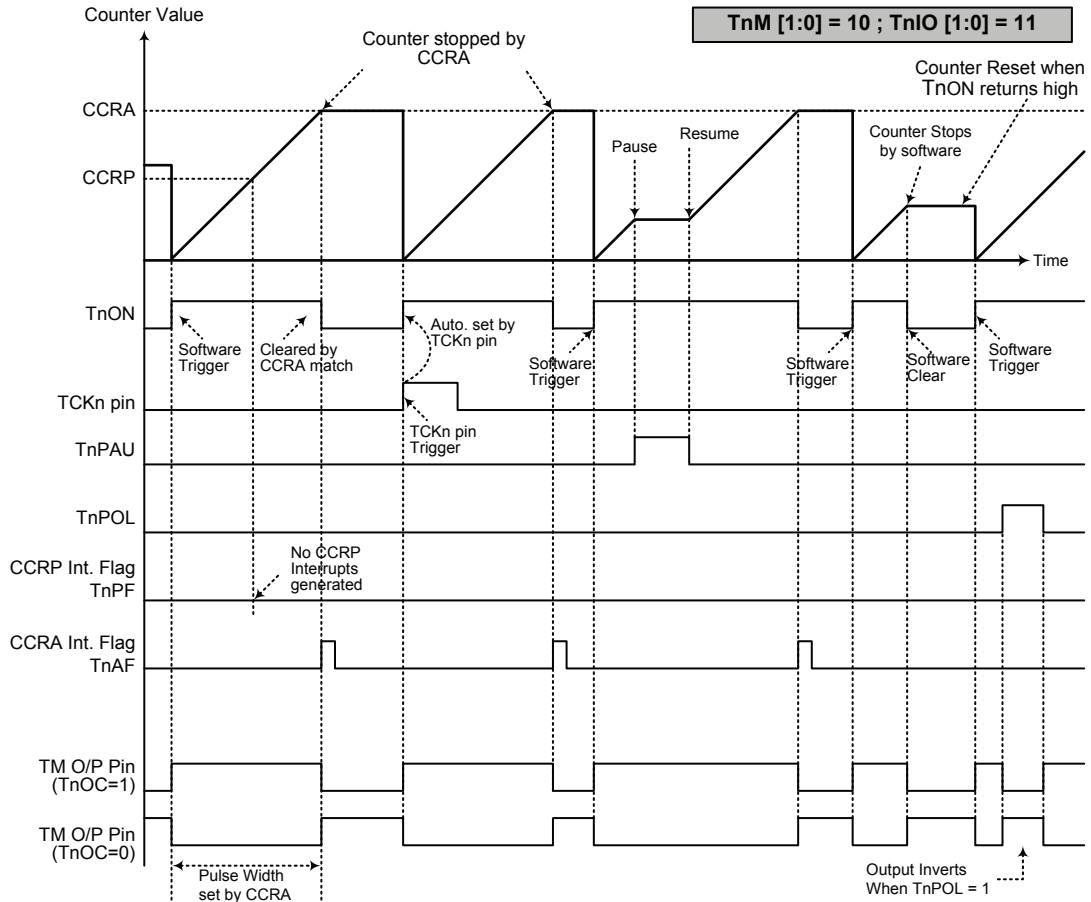 Counter Value
TnM [1:0] = 10 ; TnIO [1:0] = 11
Counter stopped by
CCRA
Counter Reset when
TnON returns high
CCRA
Pause
Resume
Counter Stops
by software
CCRP
Time
TnON
Software
Trigger
Cleared by
CCRA match
Auto. set by
TCKn pin
Software
Trigger
Software
Trigger
Software
Clear
Software
Trigger
TCKn pin
TCKn pin
Trigger
TnPAU
TnPOL
CCRP Int. Flag
TnPF
No CCRP
Interrupts
generated
CCRA Int. Flag
TnAF
TM O/P Pin
(TnOC=1)
TM O/P Pin
(TnOC=0)
Pulse Width
set by CCRA
Output Inverts
When TnPOL = 1